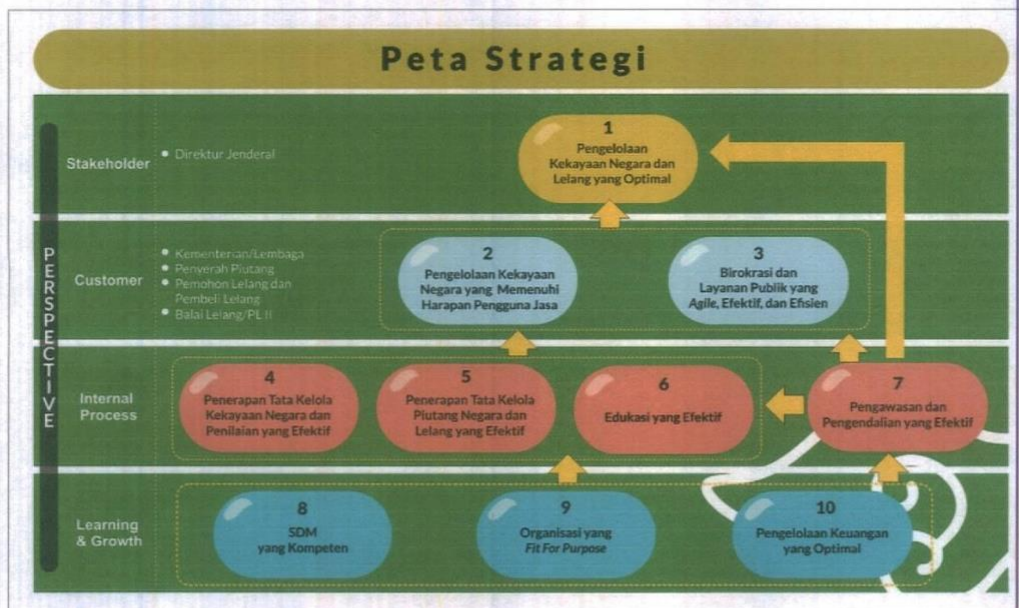 Peta Strategi
PERSPECTIVE
Stakeholder
• Direktur Jenderal
1
Pengelolaan
Kekayaan Negara dan
Lelang yang Optimal
Customer
• Kementerian/Lembaga
• Penyerah Piutang
• Pemohon Lelang dan
Pembeli Lelang
• Balai Lelang/PL II
2
Pengelolaan Kekayaan
Negara yang Memenuhi
Harapan Pengguna Jasa
3
Birokrasi dan
Layanan Publik yang
Agile, Efektif, dan Efisien
Internal
Process
4
Penerapan Tata Kelola
Kekayaan Negara dan
Penilaian yang Efektif
5
Penerapan Tata Kelola
Piutang Negara dan
Lelang yang Efektif
6
Edukasi yang Efektif
7
Pengawasan dan
Pengendalian yang Efektif
Learning
& Growth
8
SDM
yang Kompeten
9
Organisasi yang
Fit For Purpose
10
Pengelolaan Keuangan
yang Optimal